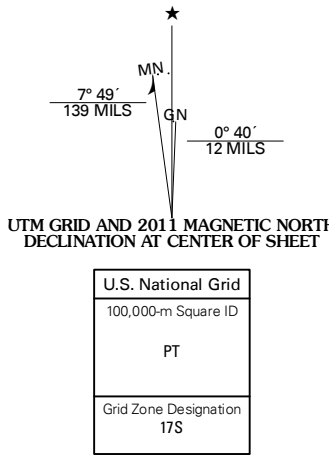 ★
MN
7° 49´
139 MILS
GN
0° 40´
12 MILS
UTM GRID AND 2011 MAGNETIC NORTH
DECLINATION AT CENTER OF SHEET
U.S. National Grid
100,000-m Square ID
PT
Grid Zone Designation
17S